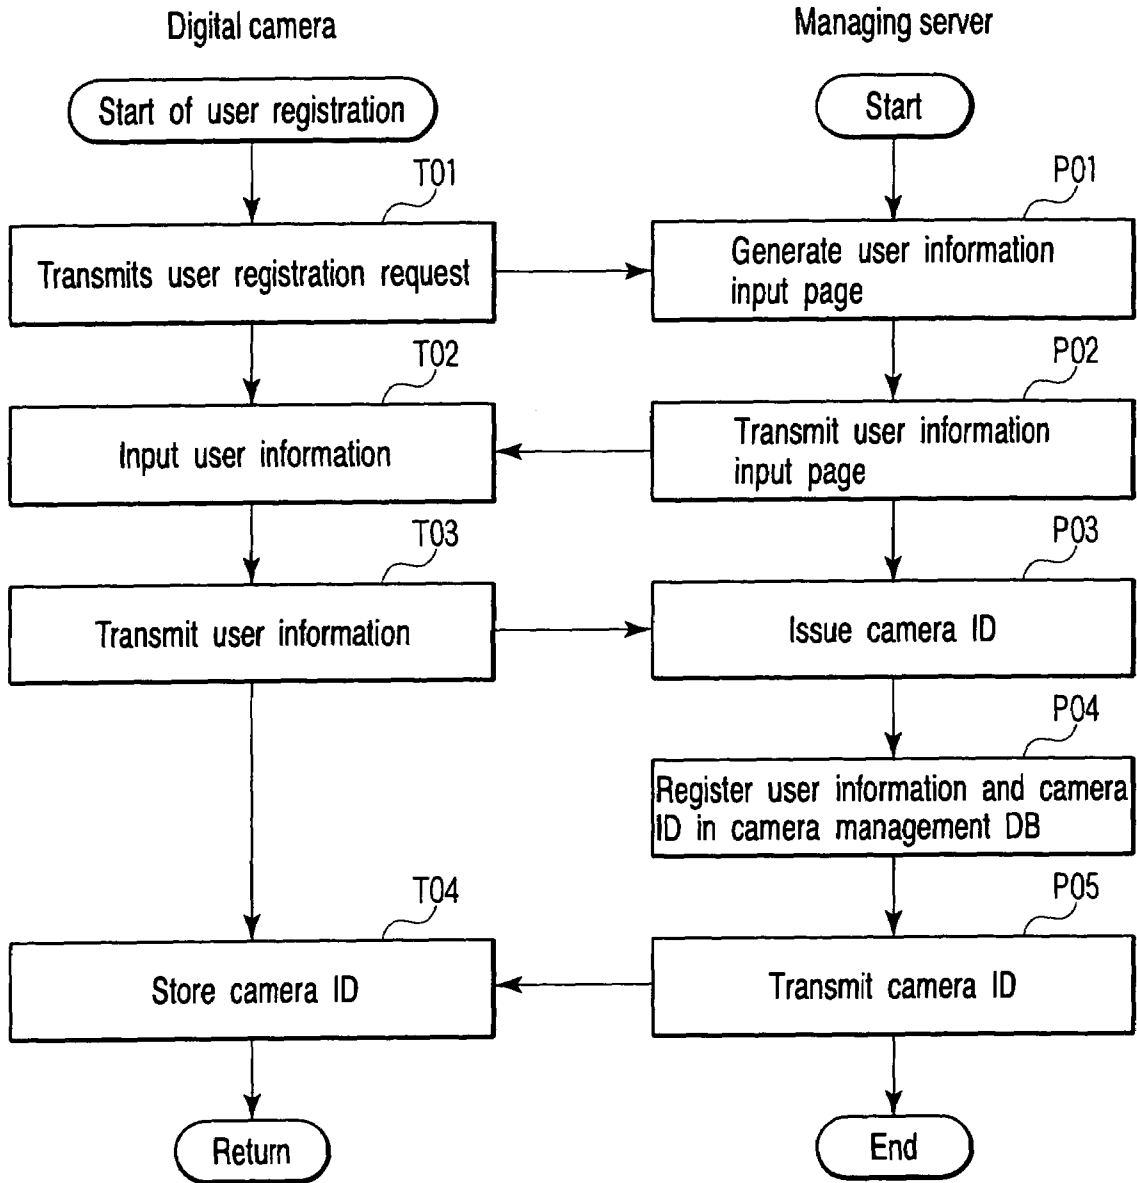 Digital camera
Managing server
Start of user registration
Start
T01
P01
Transmits user registration request
Generate user information
input page
T02
P02
Input user information
Transmit user information
input page
T03
P03
Transmit user information
Issue camera ID
P04
Register user information and camera
ID in camera management DB
T04
P05
Store camera ID
Transmit camera ID
Return
End